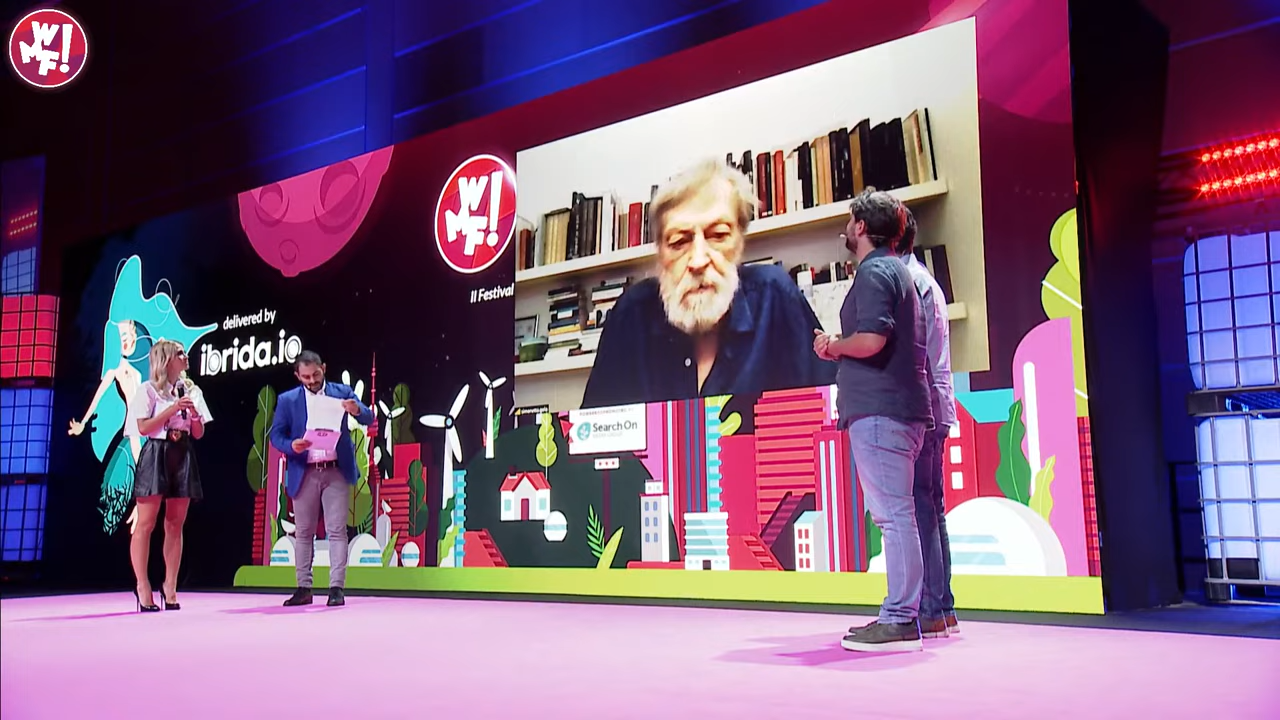 WMF!
WMF!
Il Festival
delivered by
ibrida.io
Search On